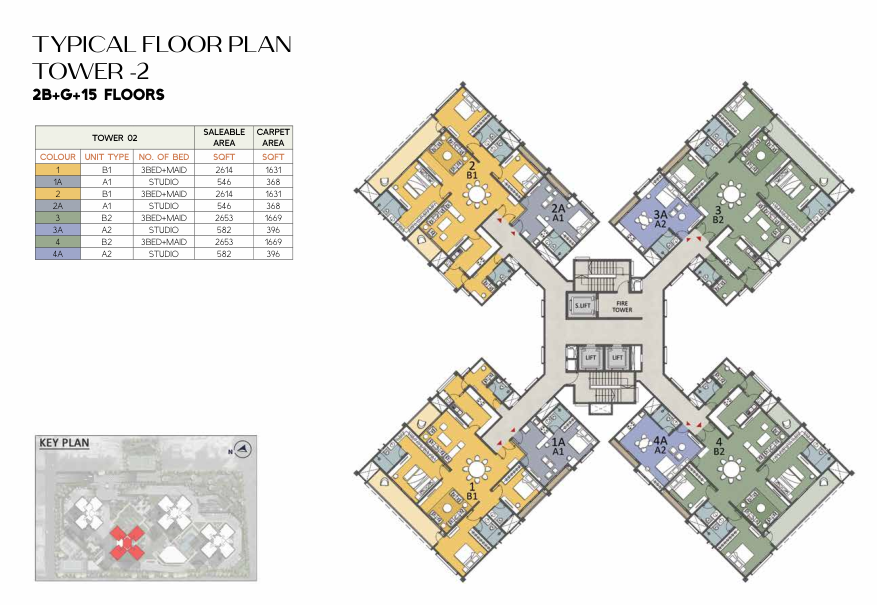 TYPICAL FLOOR PLAN
TOWER -2
2B+G+15 FLOORS
TOWER 02 SALEABLE AREA CARPET AREA
COLOUR UNIT TYPE NO. OF BED SQFT SQFT
1 B1 3BED+MAID 2614 1631
1A A1 STUDIO 546 368
2 B1 3BED+MAID 2614 1631
2A A1 STUDIO 546 368
3 B2 3BED+MAID 2653 1669
3A A2 STUDIO 582 396
4 B2 3BED+MAID 2653 1669
4A A2 STUDIO 582 396
2
B1
2A
A1
3A
A2
3
B2
S.LIFT
FIRE
TOWER
LIFT LIFT
1A
A1
1
B1
4A
A2
4
B2
KEY PLAN
N